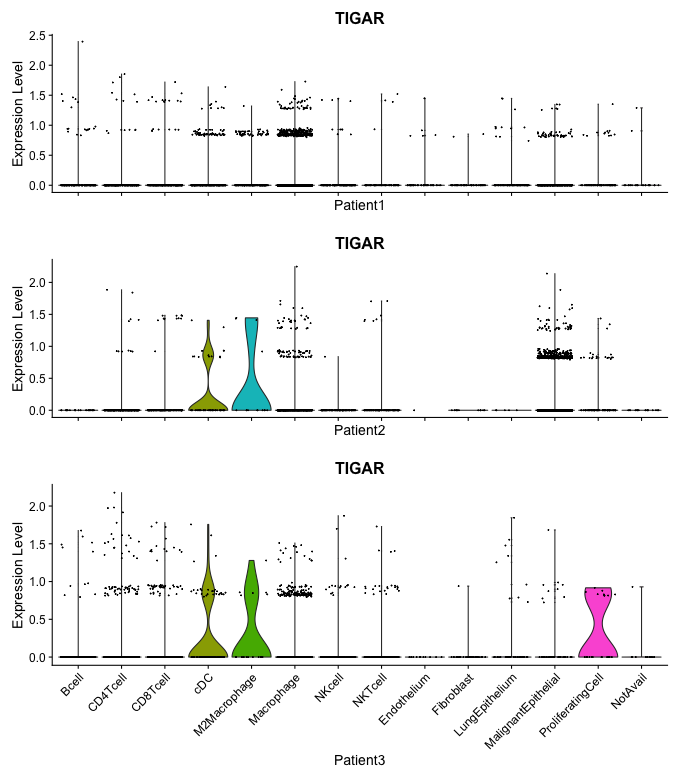 TIGAR
Expression Level
2.5
2.0
1.5
1.0
0.5
0.0
Patient1
TIGAR
Expression Level
2.0
1.5
1.0
0.5
0.0
Patient2
TIGAR
Expression Level
2.0
1.5
1.0
0.5
0.0
Bcell
CD4Tcell
CD8Tcell
cDC
M2Macrophage
Macrophage
NKcell
NKTcell
Endothelium
Fibroblast
LungEpithelium
MalignantEpithelial
ProliferatingCell
NotAvail
Patient3